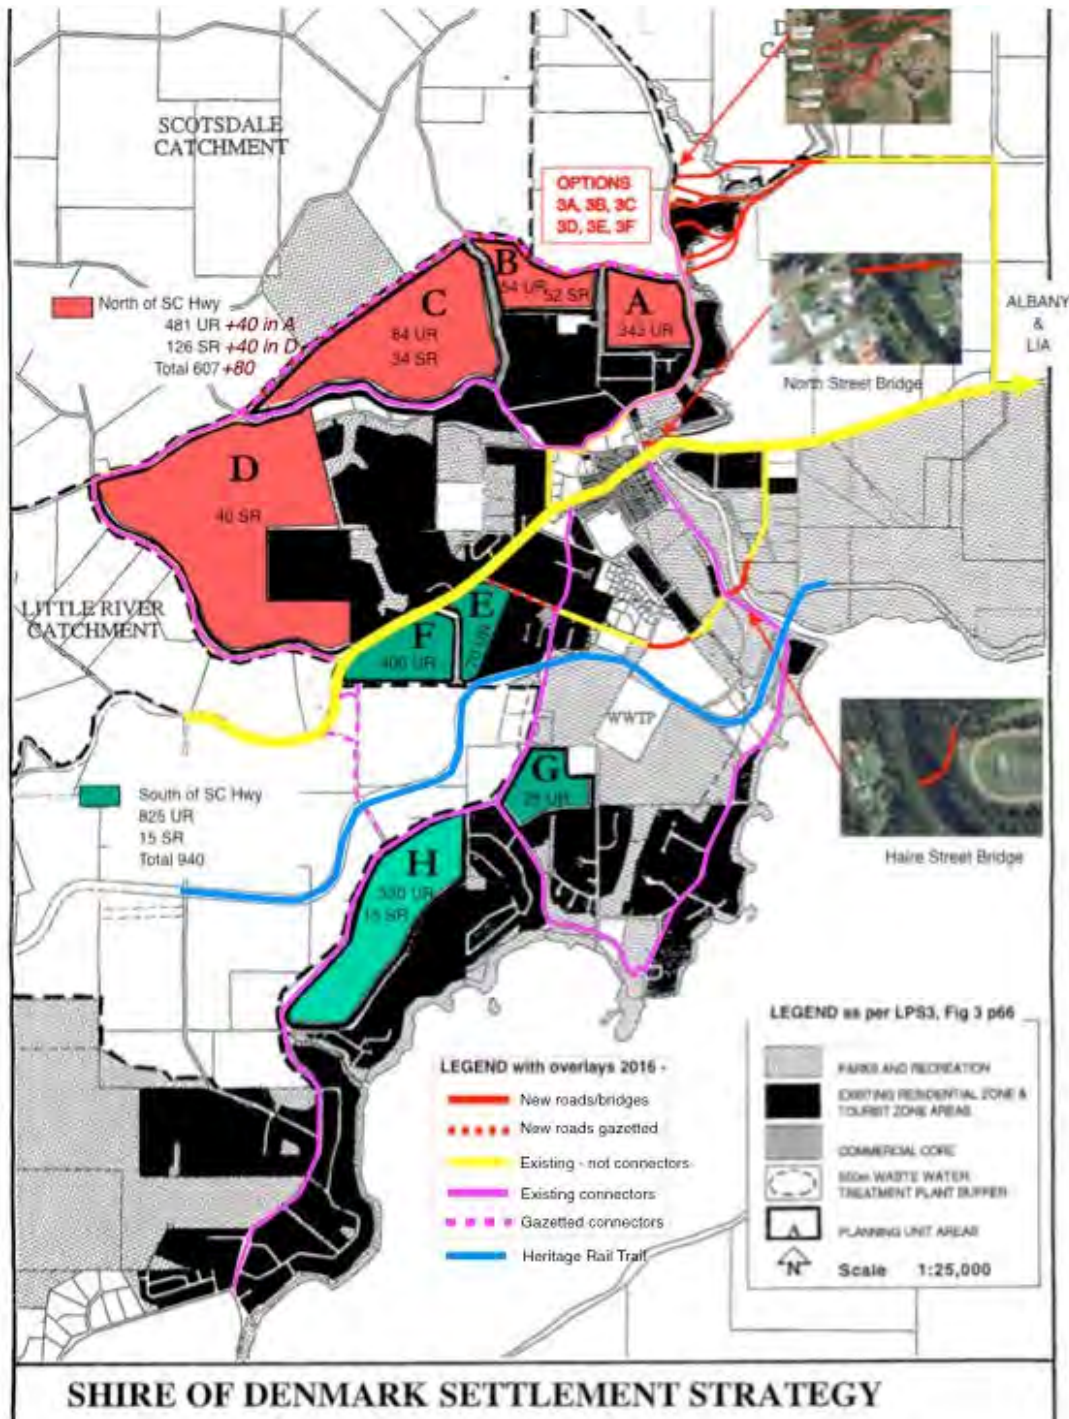 SCOTSDALE
CATCHMENT
OPTIONS
3A, 3B, 3C
3D, 3E, 3F
B
54 UR
52 SR
A
343 UR
C
84 UR
34 SR
North of SC Hwy
481 UR +40 in A
126 SR +40 in D
Total 607 +80
ALBANY
&
LIA
North Street Bridge
D
40 SR
LITTLE RIVER
CATCHMENT
E
F
400 UR
WWTP
G
25 UR
South of SC Hwy
825 UR
15 SR
Total 940
H
15 SR
Haire Street Bridge
LEGEND as per LPS3, Fig 3 p66
PARKS AND RECREATION
EXISTING RESIDENTIAL ZONE &
TOURIST ZONE AREAS
COMMERCIAL CORE
WASTE WATER
TREATMENT PLANT BUFFER
A
PLANNING UNIT AREAS
N
Scale 1:25,000
LEGEND with overlays 2016 -
New roads/bridges
New roads gazetted
Existing - not connectors
Existing connectors
Gazetted connectors
Heritage Rail Trail
SHIRE OF DENMARK SETTLEMENT STRATEGY